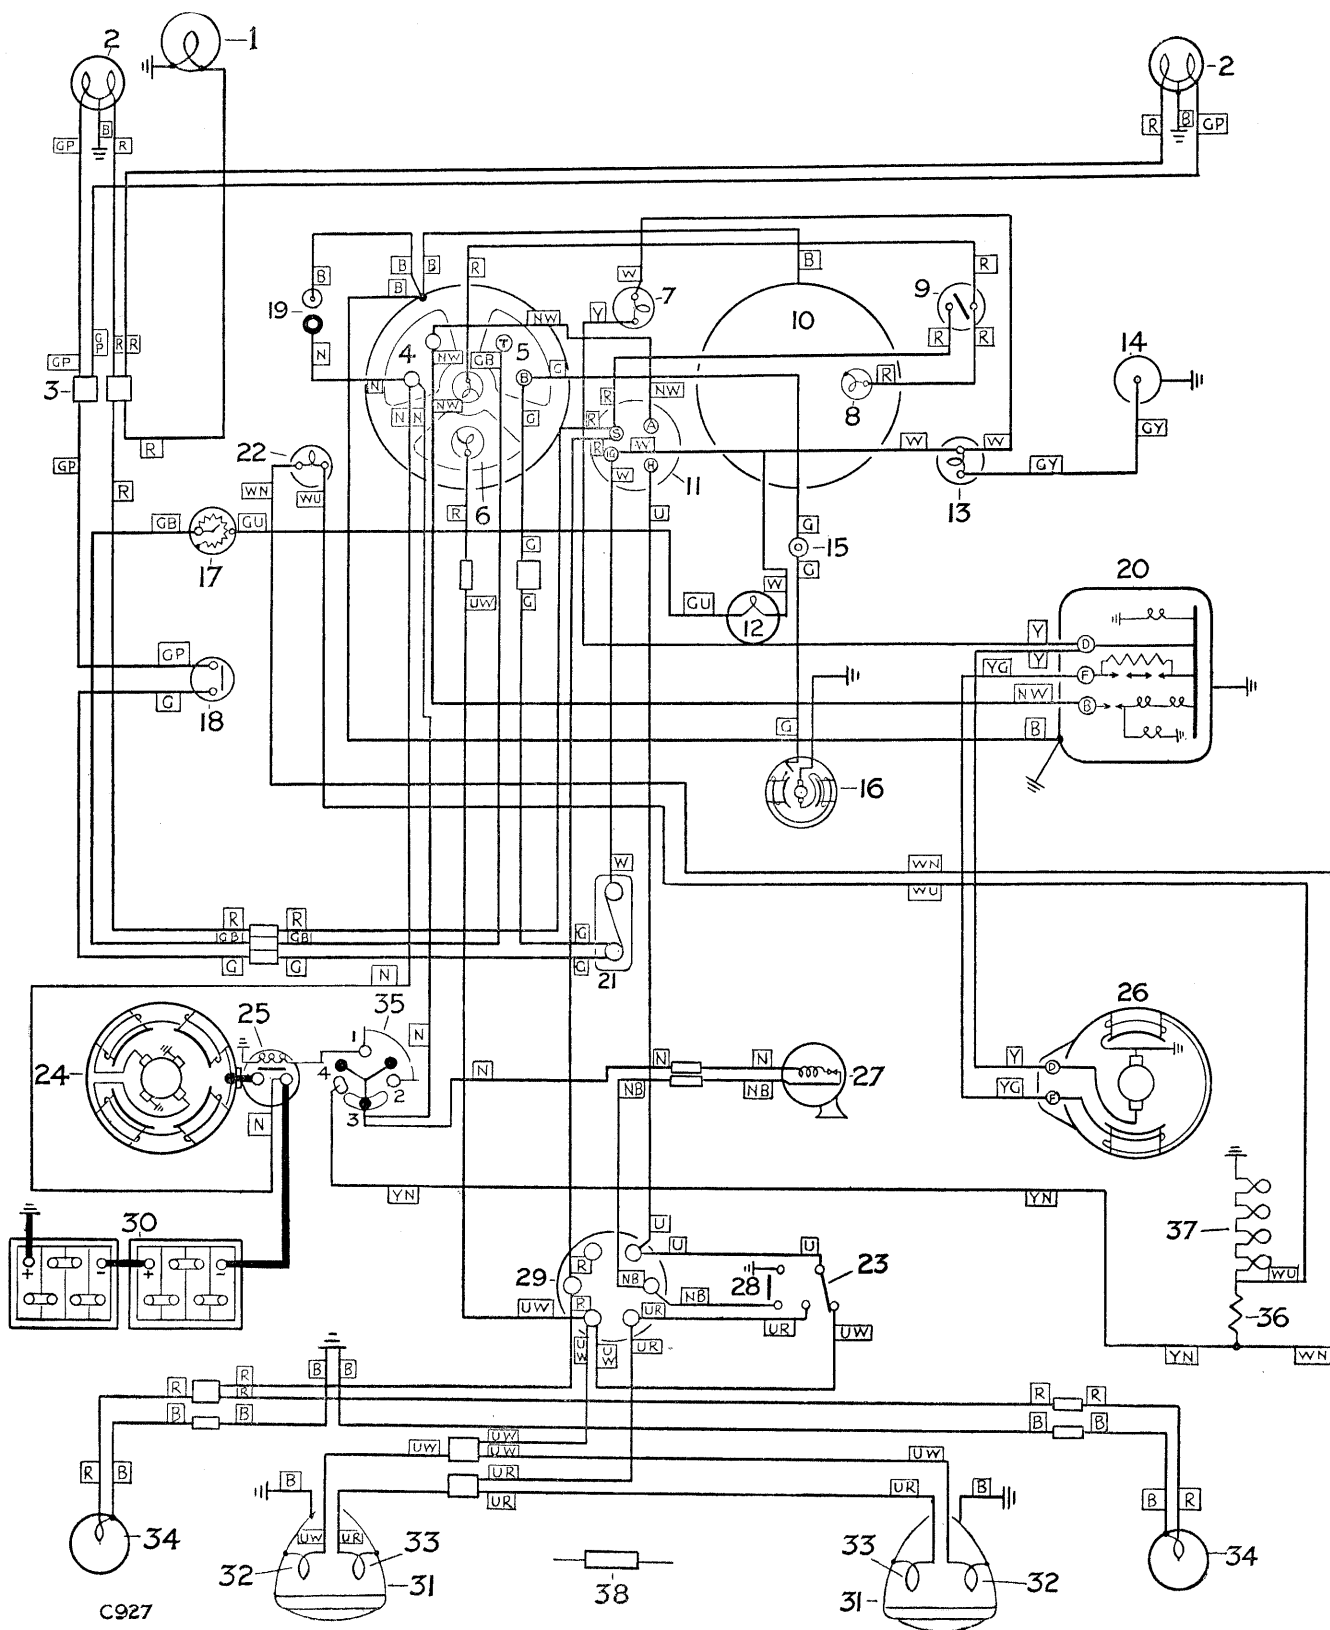 2
1
2
B
GP
R
R
B
GP
B
B
B
R
B
W
7
R
9
19
Y
10
NW
4
T
5
NW
GB
R
R
14
N
N
B
G
NW
R
8
R
GP
GP
R
R
3
N
N
NW
G
R
S
A
W
W
W
R
IG
W
H
11
GY
GY
13
R
GP
R
22
WN
WU
R
6
U
GB
GU
17
G
G
15
G
G
UW
W
GU
12
20
Y
D
Y
YG
F
NW
B
B
GP
G
18
G
16
W
WN
WU
R
R
GB
GB
G
G
G
G
21
N
25
35
N
1
4
2
3
24
N
N
N
N
NB
NB
27
26
Y
D
YG
F
YN
YN
30
+
-
+
-
37
WU
36
U
U
U
R
29
NB
28
23
NB
R
UW
UR
UR
UW
UW
UW
UR
YN
WN
B
B
R
R
R
R
R
B
B
B
B
UW
UW
UW
UW
UR
UR
UR
R
B
B
B
B
R
34
UW
UR
33
32
31
38
33
32
31
34
C927